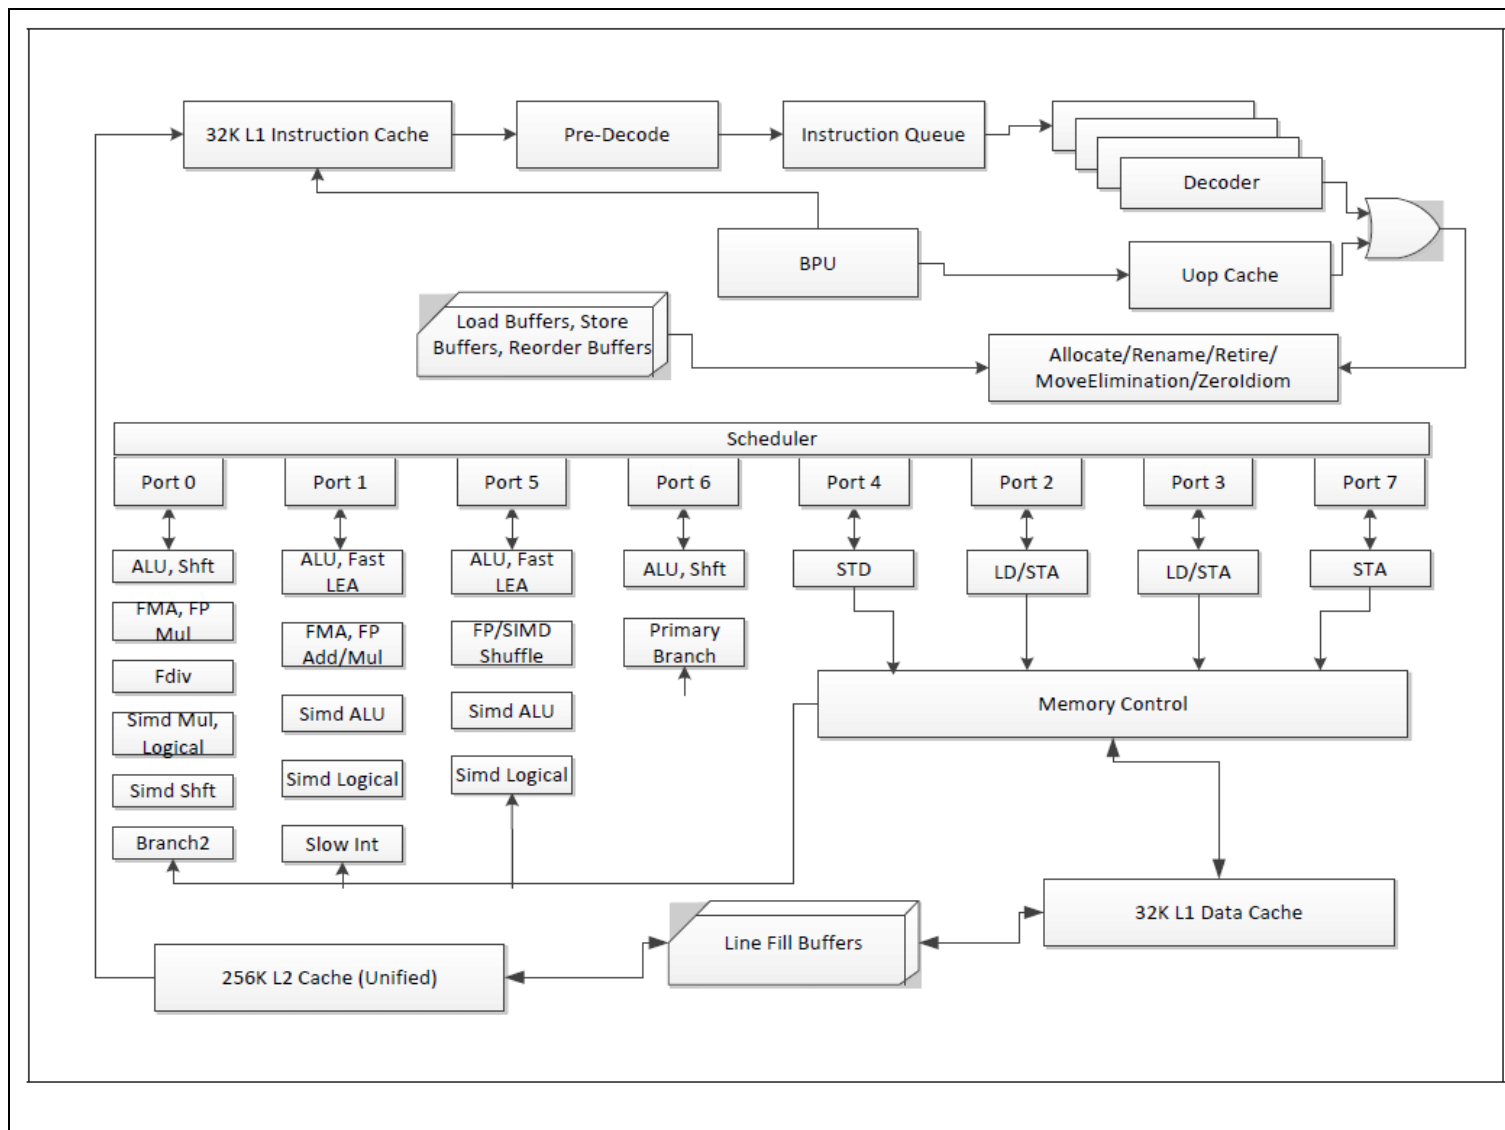 32K L1 Instruction Cache
Pre-Decode
Instruction Queue
Decoder
BPU
Uop Cache
Load Buffers, Store
Buffers, Reorder Buffers
Allocate/Rename/Retire/
MoveElimination/ZeroIdiom
Scheduler
Port 0
Port 1
Port 5
Port 6
Port 4
Port 2
Port 3
Port 7
ALU, Shft
ALU, Fast
LEA
ALU, Fast
LEA
ALU, Shft
STD
LD/STA
LD/STA
STA
FMA, FP
Mul
FMA, FP
Add/Mul
FP/SIMD
Shuffle
Primary
Branch
Fdiv
Simd ALU
Simd ALU
Memory Control
Simd Mul,
Logical
Simd Logical
Simd Logical
Simd Shft
Branch2
Slow Int
32K L1 Data Cache
Line Fill Buffers
256K L2 Cache (Unified)